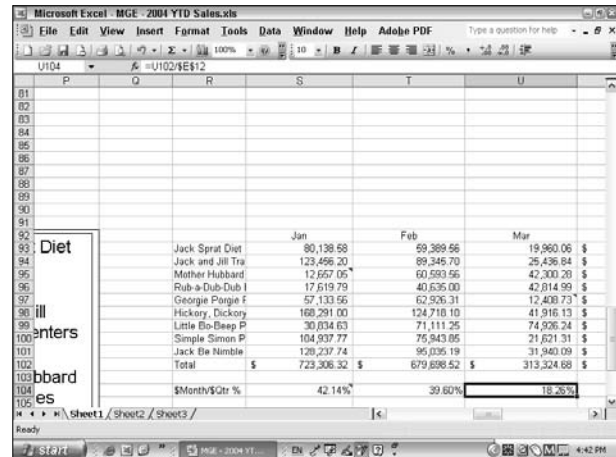 Microsoft Excel - MGE - 2004 YTD Sales.xls
File Edit View Insert Format Tools Data Window Help Adobe PDF Type a question for help
100% 10 B I %
U104 fx =U102/$E$12
P Q R S T U
81
82
83
84
85
86
87
88
89
90
91
92 Jan Feb Mar
93 Diet Jack Sprat Diet 80,138.58 59,389.56 19,960.06 $
94 Jack and Jill Tra 123,456.20 89,345.70 25,436.84 $
95 Mother Hubbard 12,657.05 60,593.56 42,300.28 $
96 Rub-a-Dub-Dub 17,619.79 40,635.00 42,814.99 $
97 Georgie Porgie 57,133.56 62,926.31 12,408.73 $
98 ill Hickory, Dickory 168,291.00 124,718.10 41,916.13 $
99 enters Little Bo-Beep P 30,834.63 71,111.25 74,926.24 $
100 Simple Simon P 104,937.77 75,943.85 21,621.31 $
101 Jack Be Nimble 128,237.74 95,035.19 31,940.09 $
102 Total $ 723,306.32 $ 679,698.52 $ 313,324.68 $
103 bbard
104 $Month/$Qtr % 42.14% 39.60% 18.26%
105 es
Sheet1 / Sheet2 / Sheet3
Ready
start MGE - 2004 YT... EN 4:42 PM